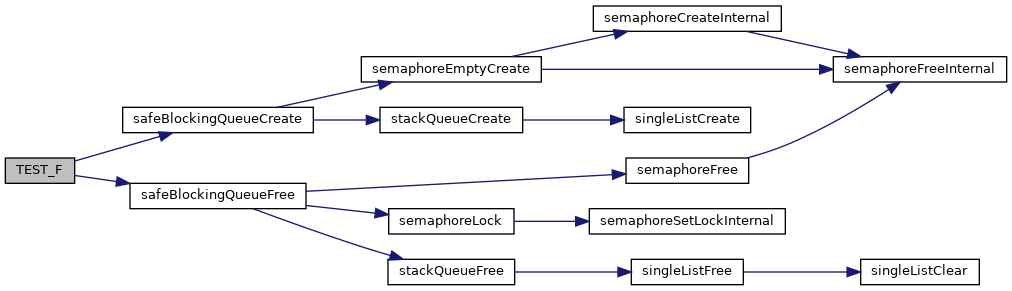 semaphoreCreateInternal
semaphoreEmptyCreate
semaphoreFreeInternal
safeBlockingQueueCreate
stackQueueCreate
singleListCreate
TEST_F
semaphoreFree
safeBlockingQueueFree
semaphoreLock
semaphoreSetLockInternal
stackQueueFree
singleListFree
singleListClear